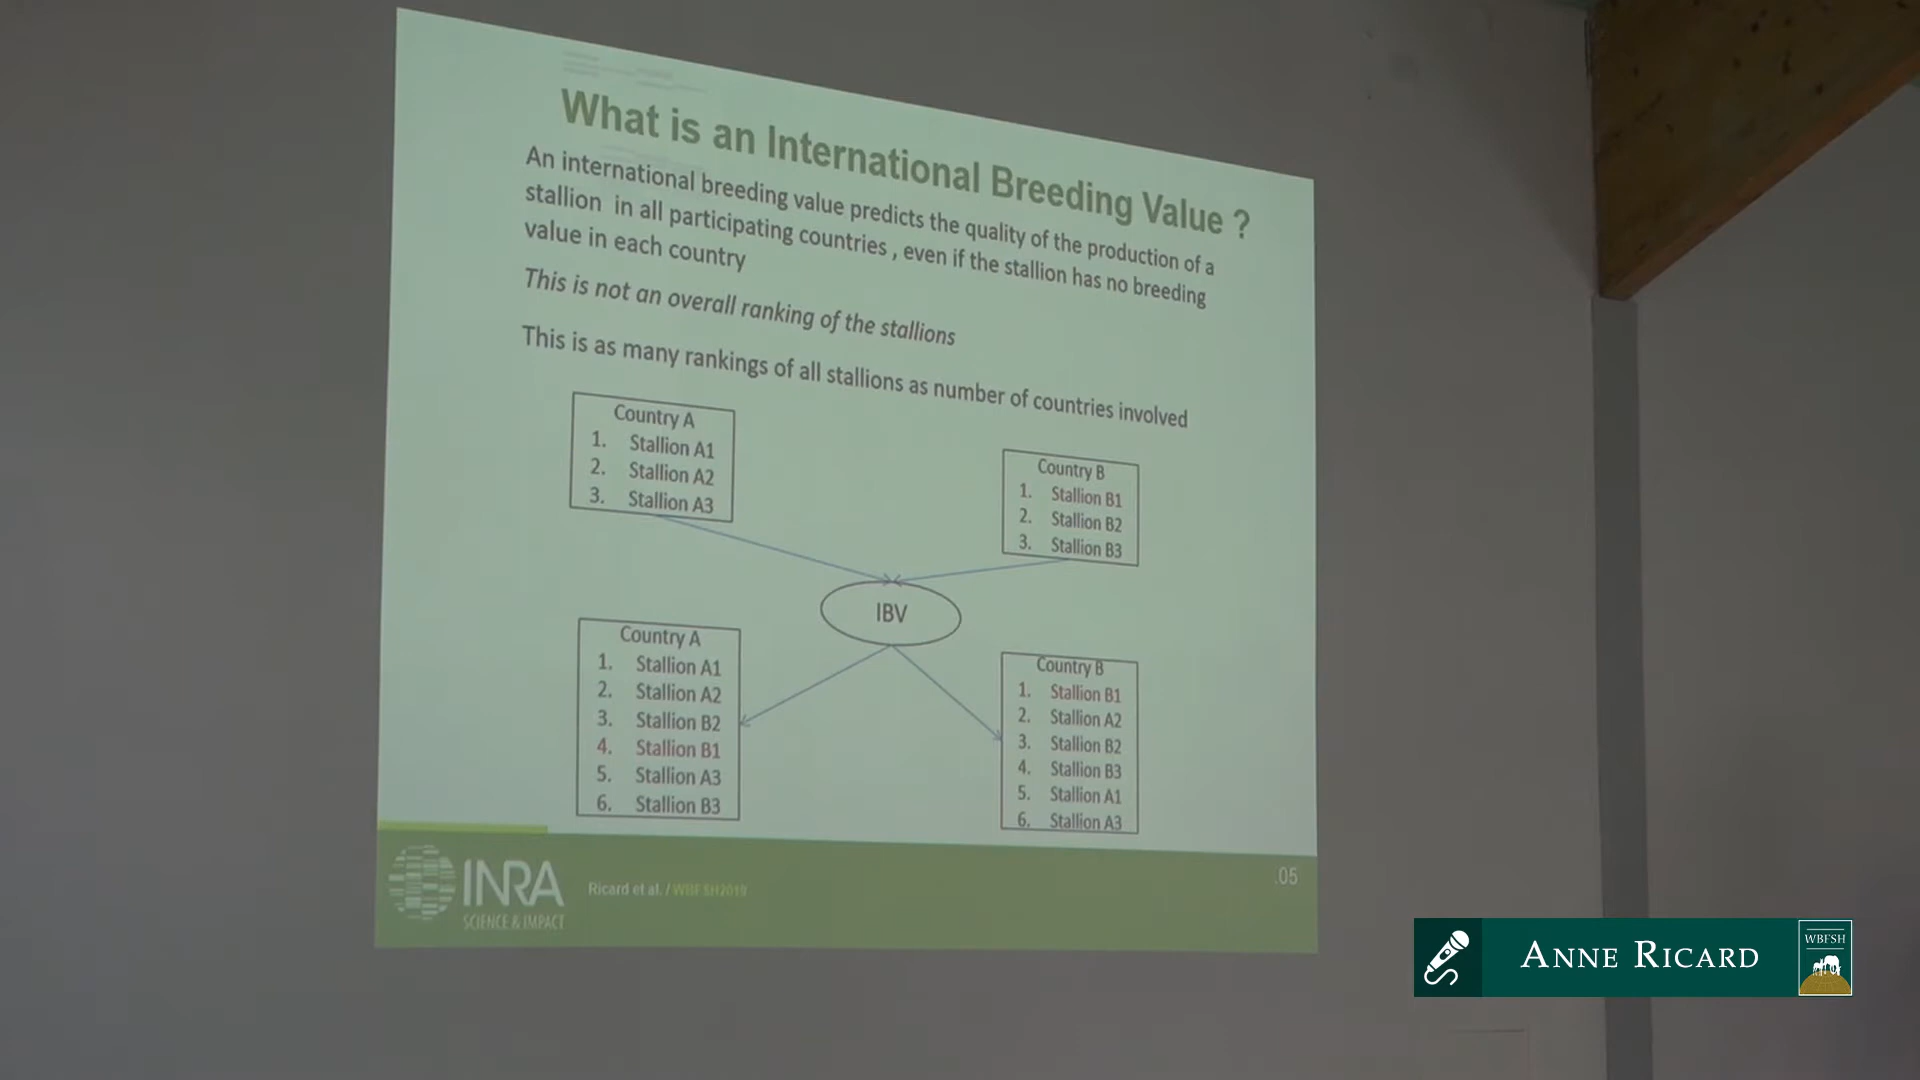 What is an International Breeding Value ?
An international breeding value predicts the quality of the production of a
stallion in all participating countries , even if the stallion has no breeding
value in each country
This is not an overall ranking of the stallions
This is as many rankings of all stallions as number of countries involved
Country A
1. Stallion A1
2. Stallion A2
3. Stallion A3
Country B
1. Stallion B1
2. Stallion B2
3. Stallion B3
IBV
Country A
1. Stallion A1
2. Stallion A2
3. Stallion B2
4. Stallion B1
5. Stallion A3
6. Stallion B3
Country B
1. Stallion B1
2. Stallion A2
3. Stallion B2
4. Stallion B3
5. Stallion A1
6. Stallion A3
INRA
SCIENCE & IMPACT
Ricard et al. / WBFSH2019
.05
ANNE RICARD
WBFSH